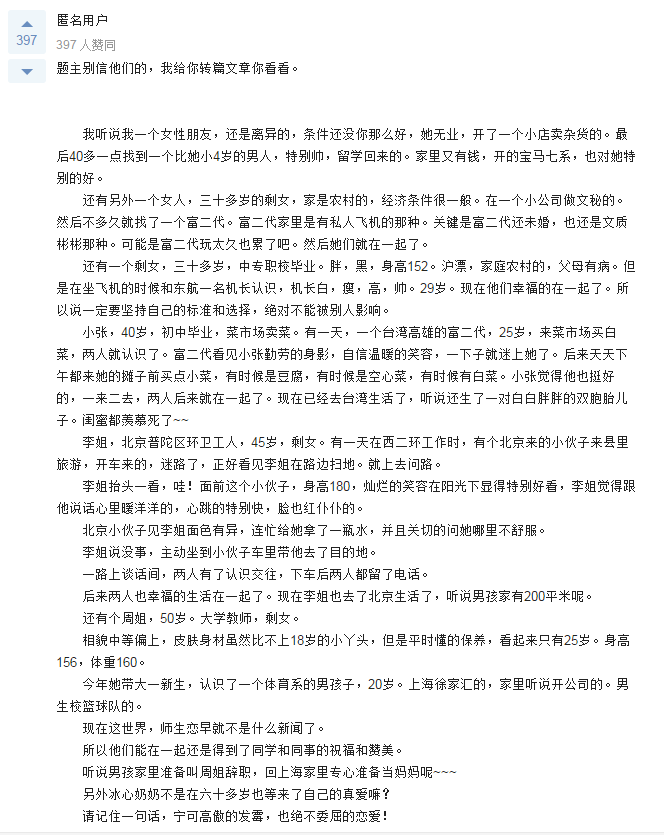 匿名用户
397
397 人赞同
题主别信他们的，我给你转篇文章你看看。
我听说我一个女性朋友，还是离异的，条件还没你那么好，她无业，开了一个小店卖杂货的。最
后40多一点找到一个比她小4岁的男人，特别帅，留学回来的。家里又有钱，开的宝马七系，也对她特
别的好。
还有另外一个女人，三十多岁的剩女，家是农村的，经济条件很一般。在一个小公司做文秘的。
然后不多久就找了一个富二代。富二代家里是有私人飞机的那种。关键是富二代还未婚，也还是文质
彬彬那种。可能是富二代玩太久也累了吧。然后她们就在一起了。
还有一个剩女，三十多岁，中专职校毕业。胖，黑，身高152。沪漂，家庭农村的，父母有病。但
是在坐飞机的时候和东航一名机长认识，机长白，瘦，高，帅。29岁。现在他们幸福的在一起了。所
以说一定要坚持自己的标准和选择，绝对不能被别人影响。
小张，40岁，初中毕业，菜市场卖菜。有一天，一个台湾高雄的富二代，25岁，来菜市场买白
菜，两人就认识了。富二代看见小张勤劳的身影，自信温暖的笑容，一下子就迷上她了。后来天天下
午都来她的摊子前买点小菜，有时候是豆腐，有时候是空心菜，有时候有白菜。小张觉得他也挺好
的，一来二去，两人后来就在一起了。现在已经去台湾生活了，听说还生了一对白白胖胖的双胞胎儿
子。闺蜜都羡慕死了~~
李姐，北京普陀区环卫工人，45岁，剩女。有一天在西二环工作时，有个北京来的小伙子来县里
旅游，开车来的，迷路了，正好看见李姐在路边扫地。就上去问路。
李姐抬头一看，哇！面前这个小伙子，身高180，灿烂的笑容在阳光下显得特别好看，李姐觉得跟
他说话心里暖洋洋的，心跳的特别快，脸也红仆仆的。
北京小伙子见李姐面色有异，连忙给她拿了一瓶水，并且关切的问她哪里不舒服。
李姐说没事，主动坐到小伙子车里带他去了目的地。
一路上谈话间，两人有了认识交往，下车后两人都留了电话。
后来两人也幸福的生活在一起了。现在李姐也去了北京生活了，听说男孩家有200平米呢。
还有个周姐，50岁。大学教师，剩女。
相貌中等偏上，皮肤身材虽然比不上18岁的小丫头，但是平时懂的保养，看起来只有25岁。身高
156，体重160。
今年她带大一新生，认识了一个体育系的男孩子，20岁。上海徐家汇的，家里听说开公司的。男
生校篮球队的。
现在这世界，师生恋早就不是什么新闻了。
所以他们能在一起还是得到了同学和同事的祝福和赞美。
听说男孩家里准备叫周姐辞职，回上海家里专心准备当妈妈呢~~~
另外冰心奶奶不是在六十多岁也等来了自己的真爱嘛？
请记住一句话，宁可高傲的发霉，也绝不委屈的恋爱！